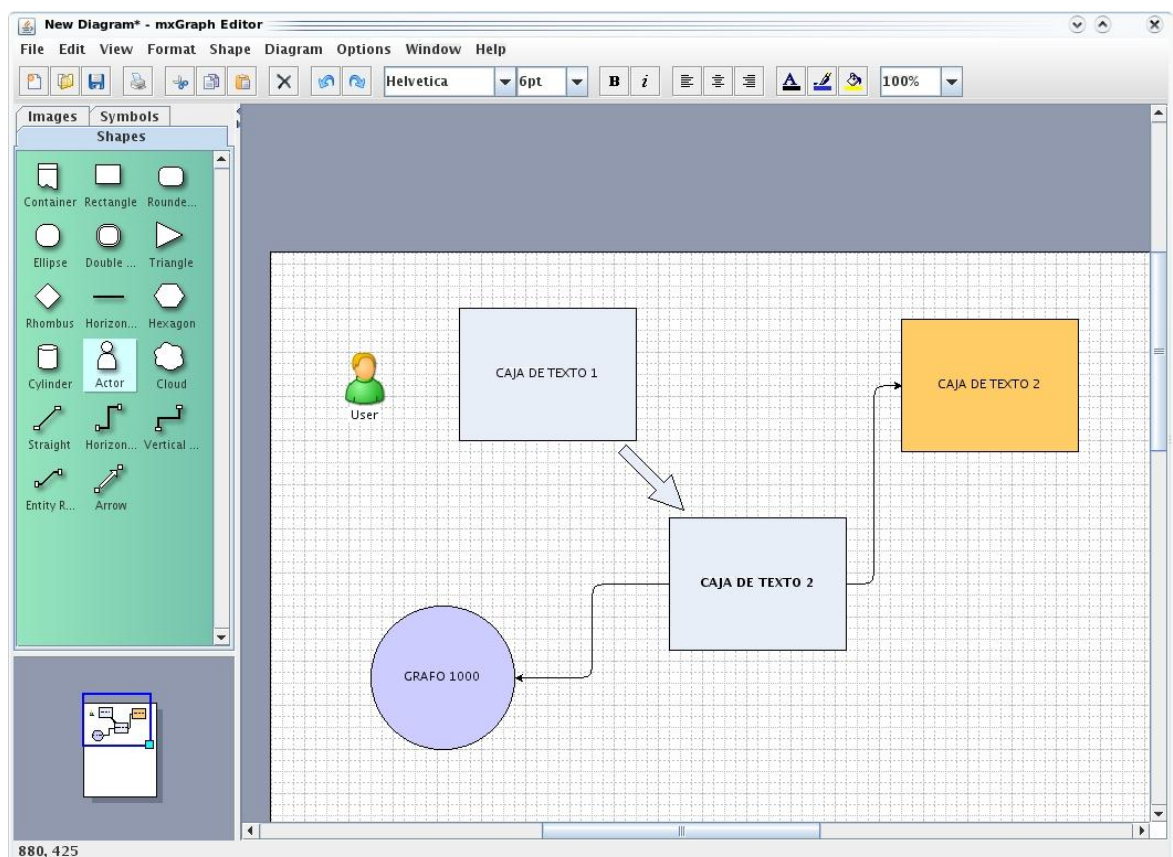 New Diagram* - mxGraph Editor
File Edit View Format Shape Diagram Options Window Help
Helvetica 6pt B i A 100%
Images Symbols
Shapes
Container Rectangle Rounde...
Ellipse Double ... Triangle
Rhombus Horizon... Hexagon
Cylinder Actor Cloud
Straight Horizon... Vertical ...
Entity R... Arrow
CAJA DE TEXTO 1
CAJA DE TEXTO 2
User
CAJA DE TEXTO 2
GRAFO 1000
880, 425